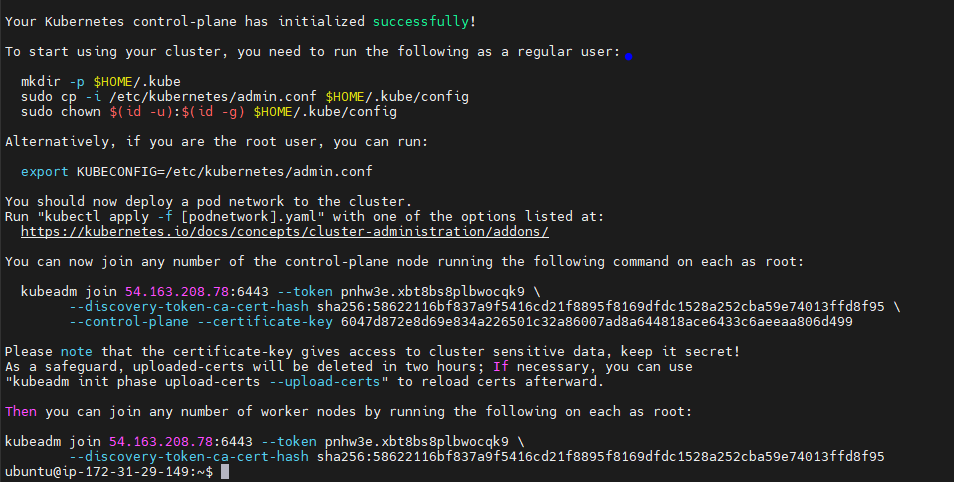 Your Kubernetes control-plane has initialized successfully!
To start using your cluster, you need to run the following as a regular user:
mkdir -p $HOME/.kube
sudo cp -i /etc/kubernetes/admin.conf $HOME/.kube/config
sudo chown $(id -u):$(id -g) $HOME/.kube/config
Alternatively, if you are the root user, you can run:
export KUBECONFIG=/etc/kubernetes/admin.conf
You should now deploy a pod network to the cluster.
Run "kubectl apply -f [podnetwork].yaml" with one of the options listed at:
https://kubernetes.io/docs/concepts/cluster-administration/addons/
You can now join any number of the control-plane node running the following command on each as root:
kubeadm join 54.163.208.78:6443 --token pnhw3e.xbt8bs8plbwocqk9 \
--discovery-token-ca-cert-hash sha256:58622116bf837a9f5416cd21f8895f8169dfdc1528a252cba59e74013ffd8f95 \
--control-plane --certificate-key 6047d872e8d69e834a226501c32a86007ad8a644818ace6433c6aeeaa806d499
Please note that the certificate-key gives access to cluster sensitive data, keep it secret!
As a safeguard, uploaded-certs will be deleted in two hours; If necessary, you can use
"kubeadm init phase upload-certs --upload-certs" to reload certs afterward.
Then you can join any number of worker nodes by running the following on each as root:
kubeadm join 54.163.208.78:6443 --token pnhw3e.xbt8bs8plbwocqk9 \
--discovery-token-ca-cert-hash sha256:58622116bf837a9f5416cd21f8895f8169dfdc1528a252cba59e74013ffd8f95
ubuntu@ip-172-31-29-149:~$